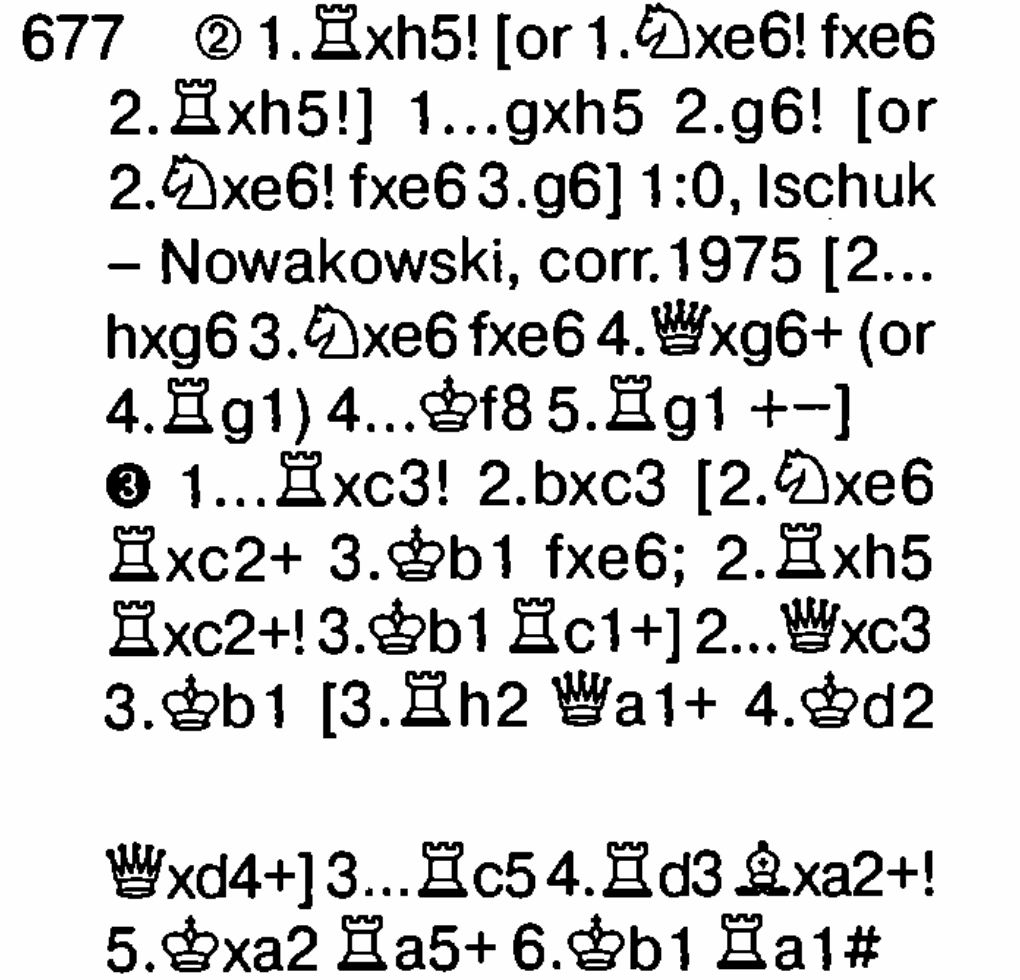 677 ② 1.♖xh5! [or 1.♘xe6! fxe6
2.♖xh5!] 1...gxh5 2.g6! [or
2.♘xe6! fxe6 3.g6] 1:0, Ischuk
– Nowakowski, corr.1975 [2...
hxg6 3.♘xe6 fxe6 4.♕xg6+ (or
4.♖g1) 4...♔f8 5.♖g1 +−]
❸ 1...♖xc3! 2.bxc3 [2.♘xe6
♖xc2+ 3.♔b1 fxe6; 2.♖xh5
♖xc2+! 3.♔b1 ♖c1+] 2...♕xc3
3.♔b1 [3.♖h2 ♕a1+ 4.♔d2
♕xd4+] 3...♖c5 4.♖d3 ♗xa2+!
5.♔xa2 ♖a5+ 6.♔b1 ♖a1#